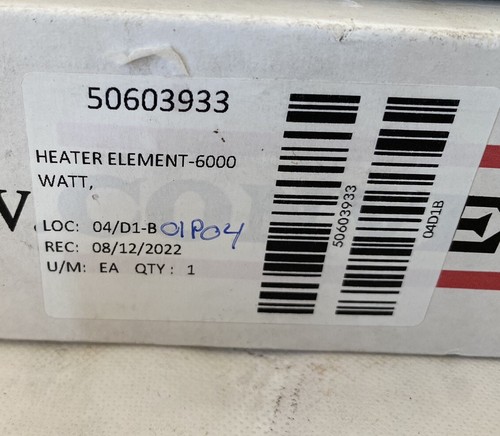 50603933
HEATER ELEMENT-6000
WATT,
LOC: 04/D1-B 01P04
REC: 08/12/2022
U/M: EA QTY: 1
50603933
04D1B